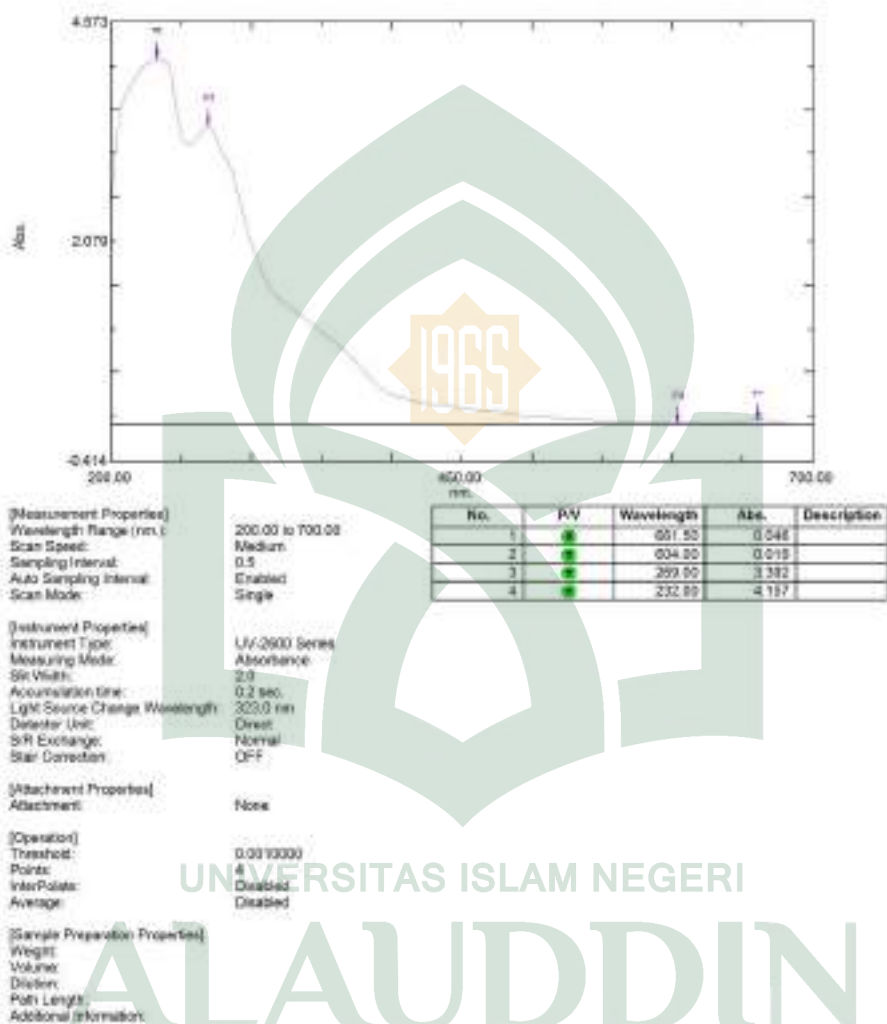 4.573
4
3
Abs.
2.079
1965
2
1
-0.414
200.00
450.00
700.00
nm.
[Measurement Properties]
Wavelength Range (nm.): 200.00 to 700.00
Scan Speed: Medium
Sampling Interval: 0.5
Auto Sampling Interval: Enabled
Scan Mode: Single
No. P/V Wavelength Abs. Description
1 661.50 0.046
2 604.00
3 269.00 3.382
4 232.00
[Instrument Properties]
Instrument Type: UV-2600 Series
Measuring Mode: Absorbance
Slit Width: 2.0
Accumulation time: 0.2 sec.
Light Source Change Wavelength: 323.0 nm
Detector Unit: Direct
S/R Exchange: Normal
Stair Correction: OFF
[Attachment Properties]
Attachment: None
[Operation]
Threshold: 0.0010000
Points: 4
InterPolate: Disabled
Average: Disabled
UNIVERSITAS ISLAM NEGERI
[Sample Preparation Properties]
Weight:
Volume:
Dilution:
Path Length:
Additional Information:
ALAUDDIN